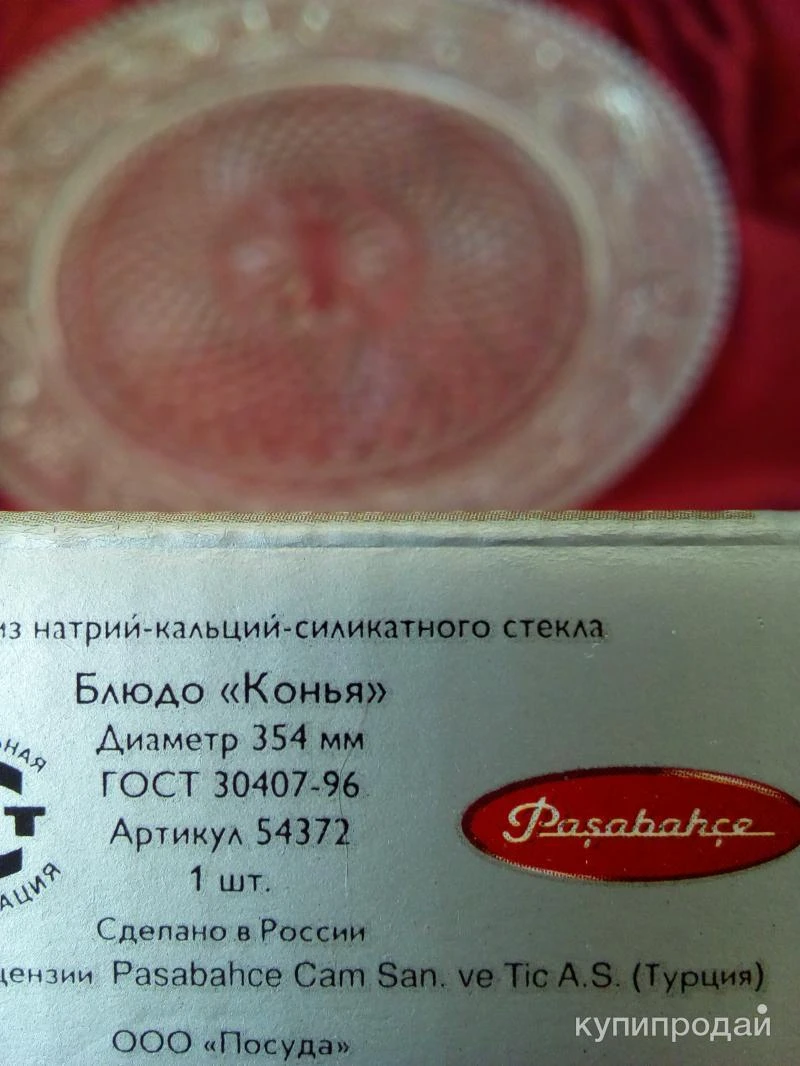 из натрий-кальций-силикатного стекла
Блюдо «Конья»
Диаметр 354 мм
ГОСТ 30407-96
Артикул 54372
1 шт.
Paşabahçe
Сделано в России
Pasabahce Cam San. ve Tic A.S. (Турция)
ООО «Посуда»
купипродай